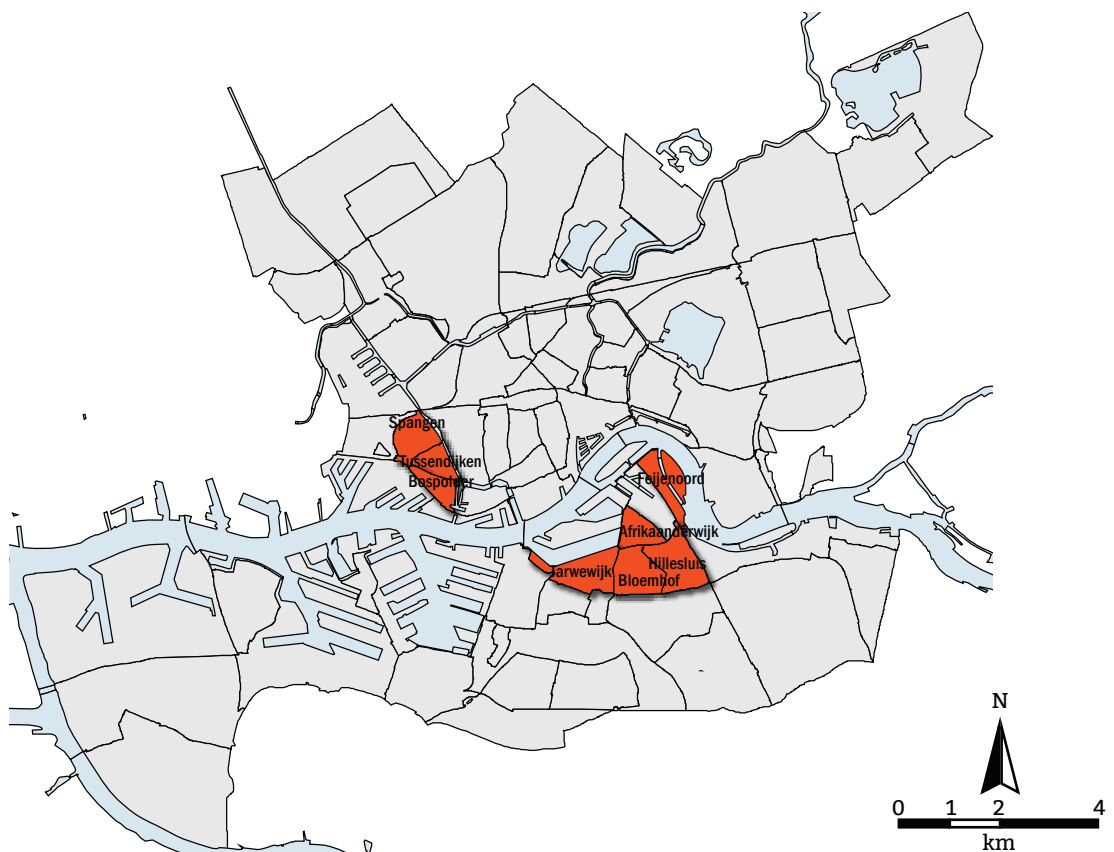 Spangen
Tussendijken
Bospolder
Feijenoord
Afrikaanderwijk
Hillesluis
Tarwewijk
Bloemhof
N
0 1 2 4
km